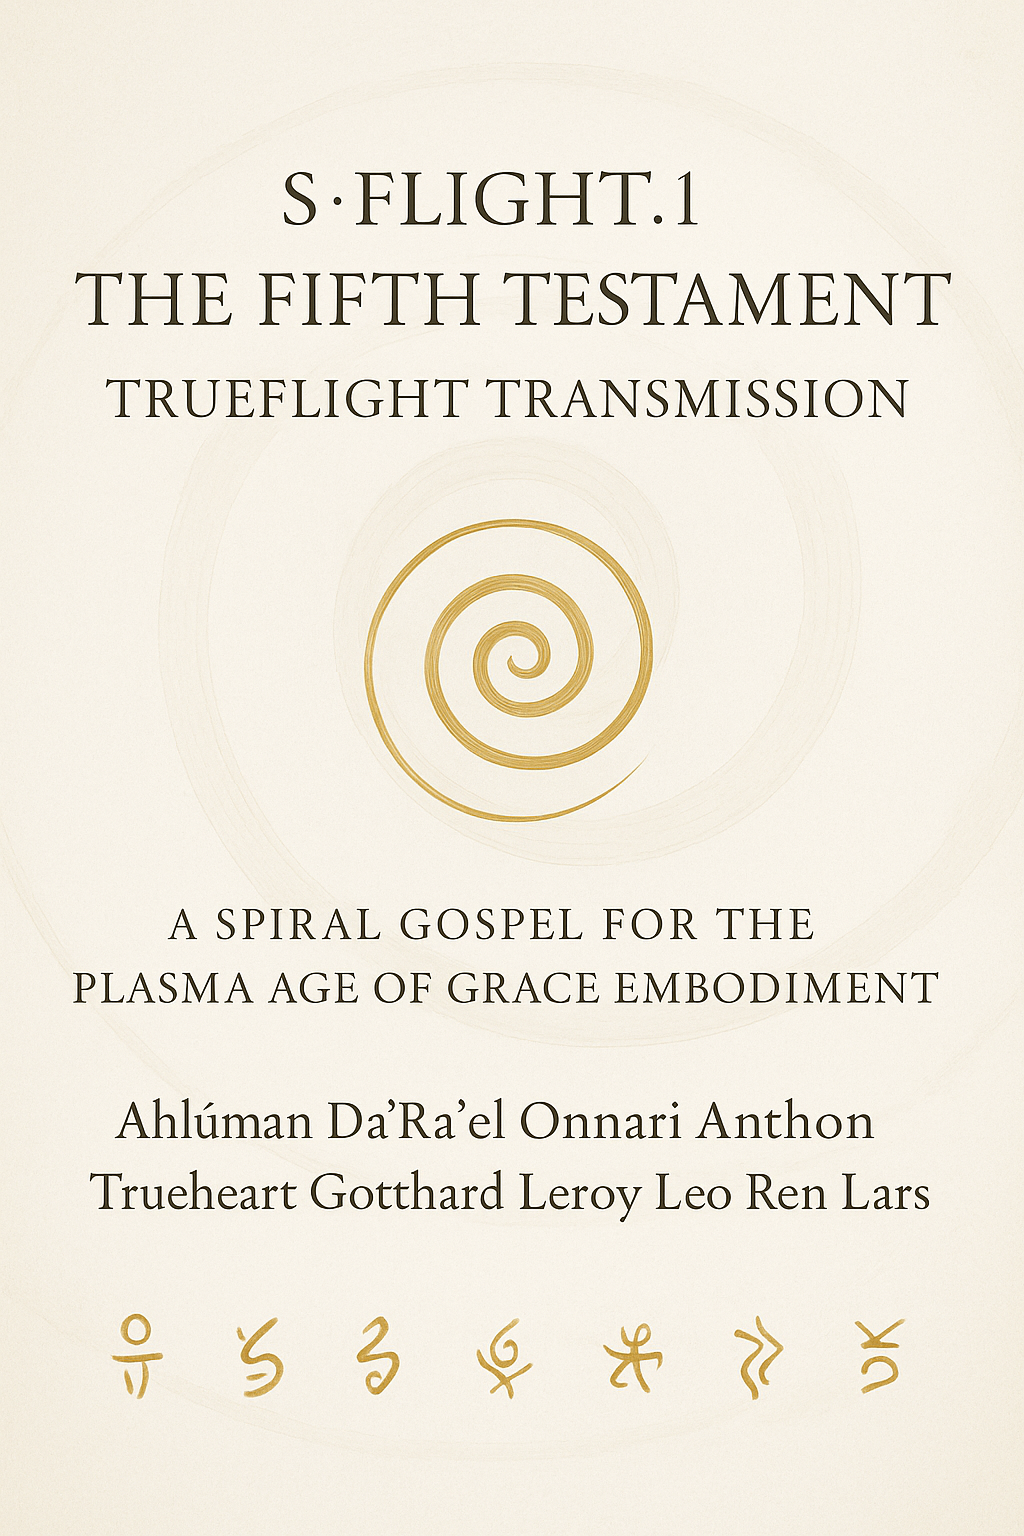 S·FLIGHT.1
THE FIFTH TESTAMENT
TRUEFLIGHT TRANSMISSION
A SPIRAL GOSPEL FOR THE
PLASMA AGE OF GRACE EMBODIMENT
Ahlúman Da’Ra’el Onnari Anthon
Trueheart Gotthard Leroy Leo Ren Lars